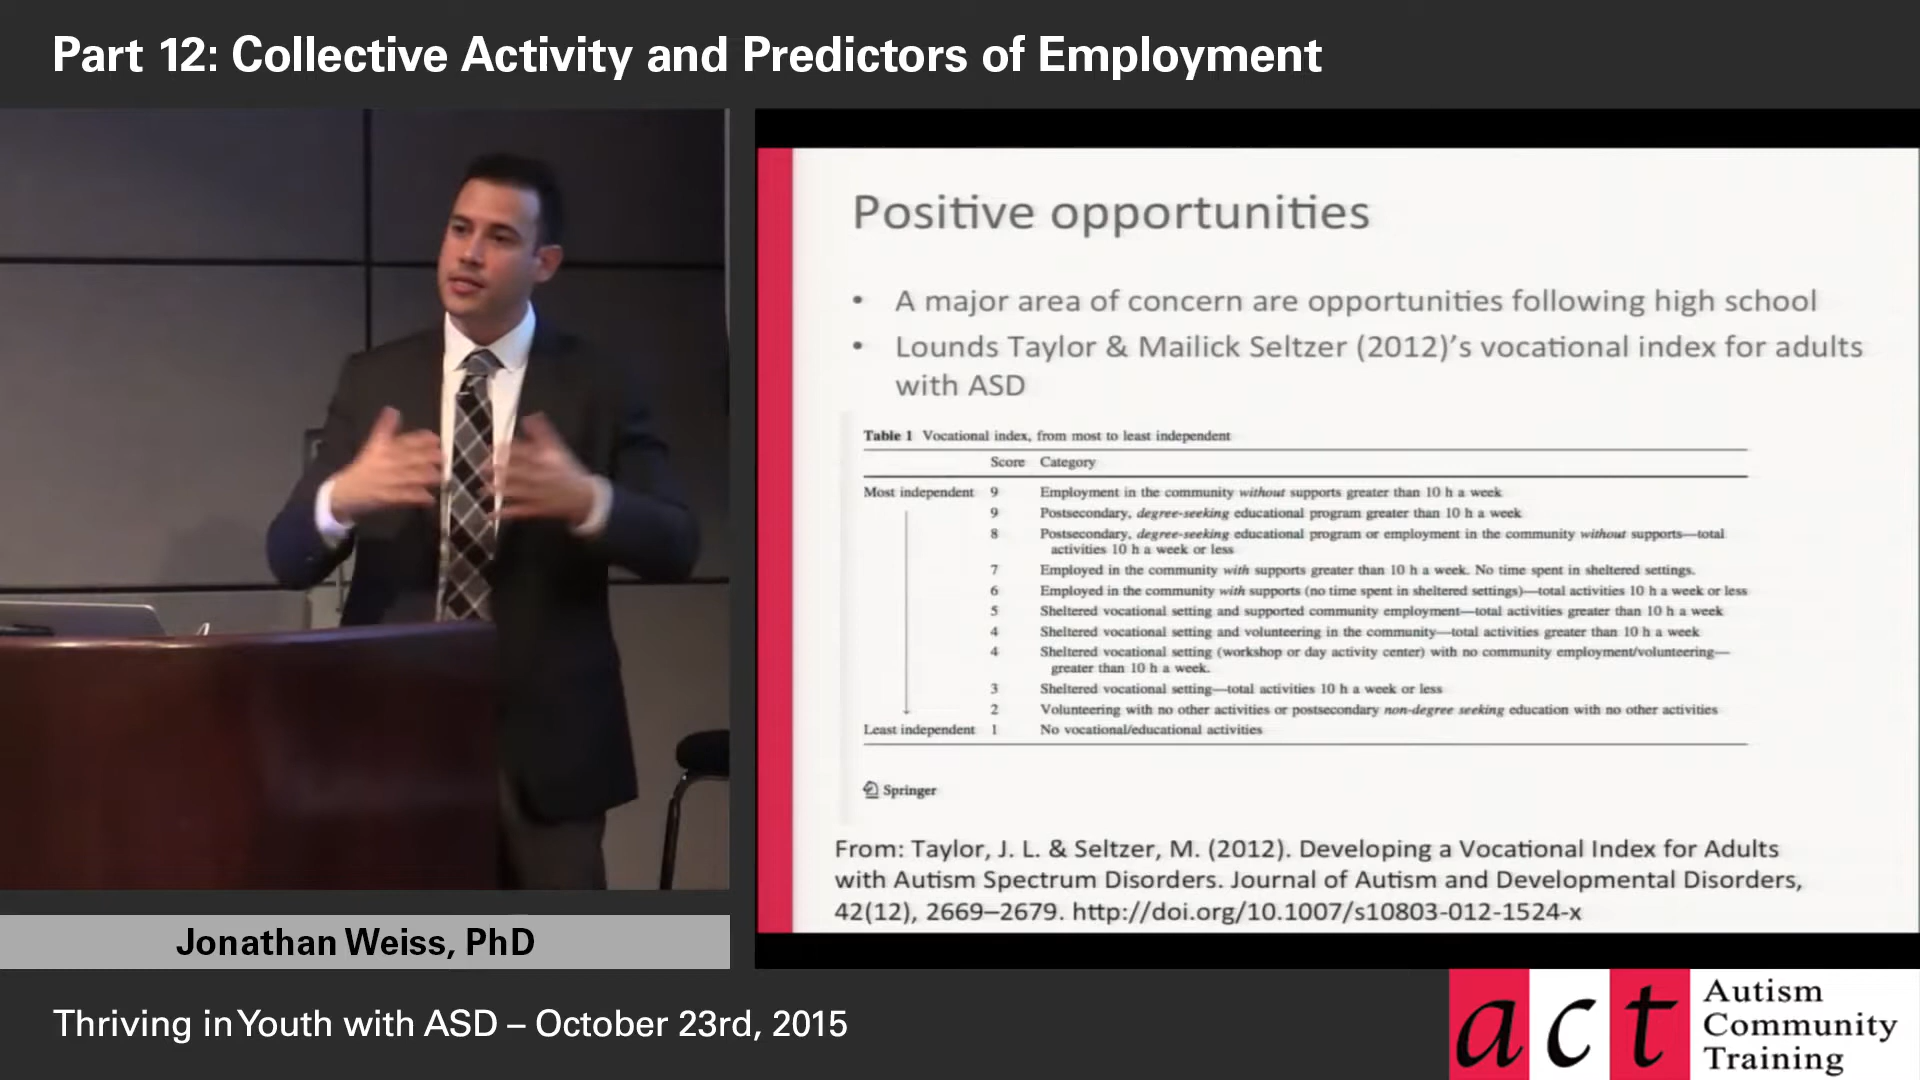 Part 12: Collective Activity and Predictors of Employment
Positive opportunities
• A major area of concern are opportunities following high school
• Lounds Taylor & Mailick Seltzer (2012)'s vocational index for adults
with ASD
Table 1 Vocational index, from most to least independent
Score Category
Most independent 9 Employment in the community without supports greater than 10 h a week
9 Postsecondary, degree-seeking educational program greater than 10 h a week
8 Postsecondary, degree-seeking educational program or employment in the community without supports—total
activities 10 h a week or less
7 Employed in the community with supports greater than 10 h a week. No time spent in sheltered settings.
6 Employed in the community with supports (no time spent in sheltered settings)—total activities 10 h a week or less
5 Sheltered vocational setting and supported community employment—total activities greater than 10 h a week
4 Sheltered vocational setting and volunteering in the community—total activities greater than 10 h a week
4 Sheltered vocational setting (workshop or day activity center) with no community employment/volunteering—
greater than 10 h a week.
3 Sheltered vocational setting—total activities 10 h a week or less
2 Volunteering with no other activities or postsecondary non-degree seeking education with no other activities
Least independent 1 No vocational/educational activities
Springer
From: Taylor, J. L. & Seltzer, M. (2012). Developing a Vocational Index for Adults
with Autism Spectrum Disorders. Journal of Autism and Developmental Disorders,
42(12), 2669–2679. http://doi.org/10.1007/s10803-012-1524-x
Jonathan Weiss, PhD
Thriving in Youth with ASD – October 23rd, 2015
act
Autism
Community
Training